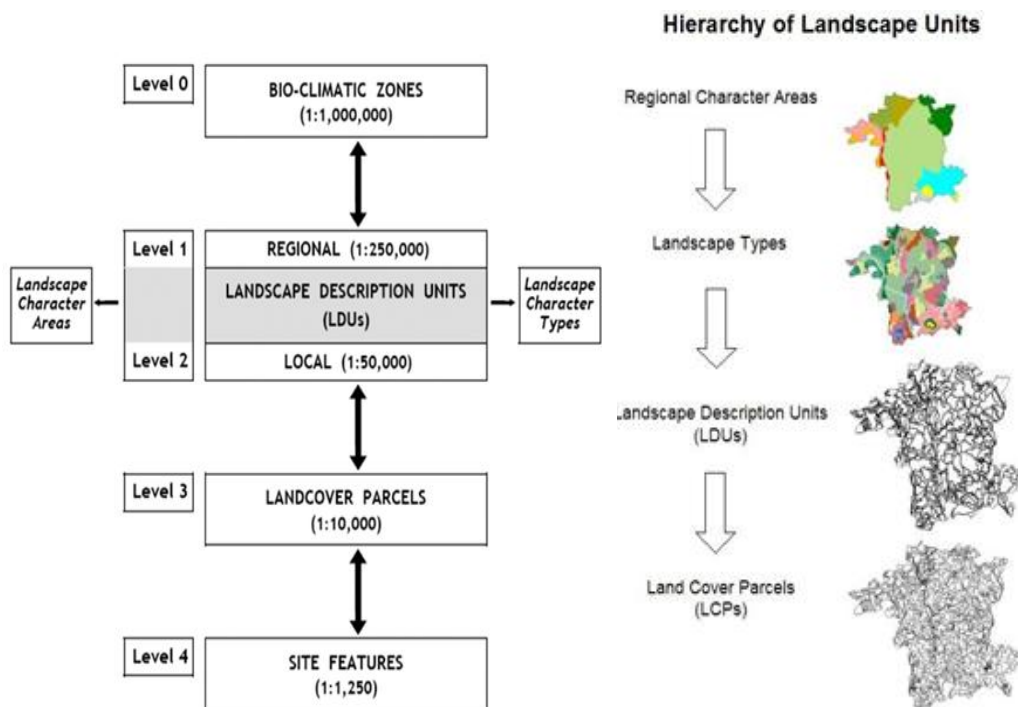 Level 0
BIO-CLIMATIC ZONES
(1:1,000,000)
Level 1
REGIONAL (1:250,000)
Landscape
Character
Areas
LANDSCAPE DESCRIPTION UNITS
(LDUs)
Landscape
Character
Types
Level 2
LOCAL (1:50,000)
Level 3
LANDCOVER PARCELS
(1:10,000)
Level 4
SITE FEATURES
(1:1,250)
Hierarchy of Landscape Units
Regional Character Areas
Landscape Types
Landscape Description Units
(LDUs)
Land Cover Parcels
(LCPs)